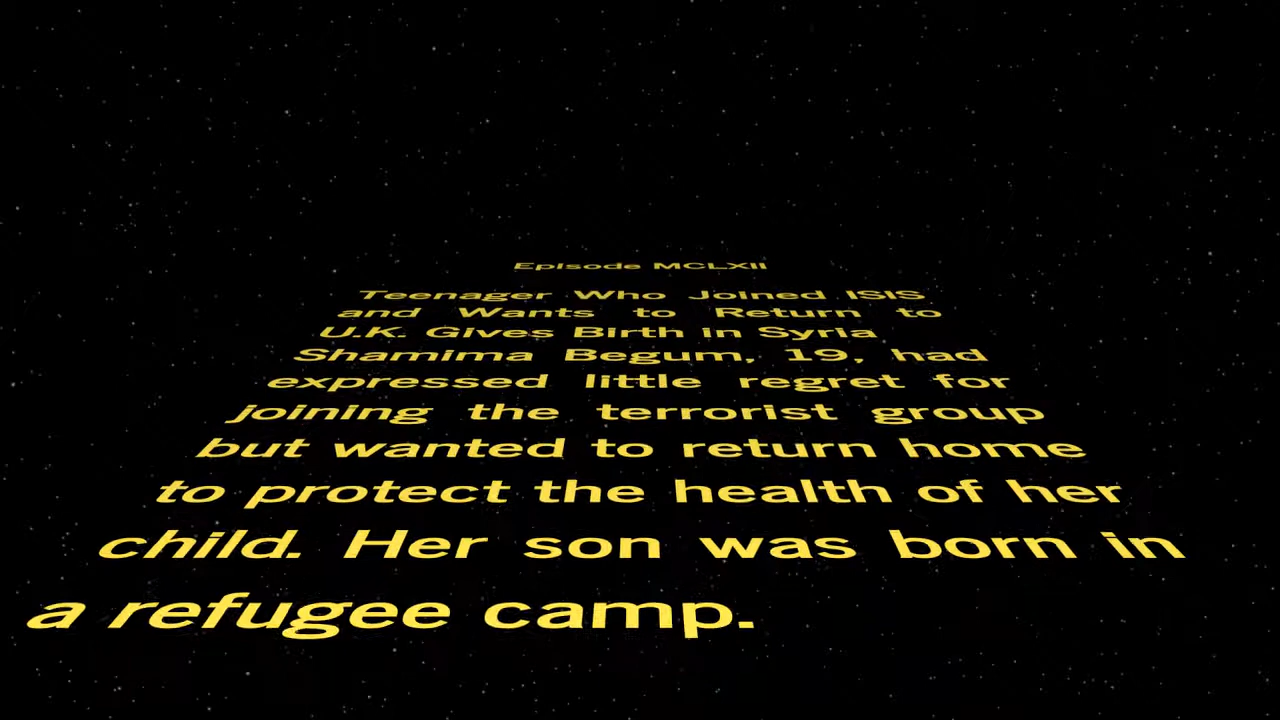 Episode MCLXII
Teenager Who Joined ISIS
and Wants to Return to
U.K. Gives Birth in Syria
Shamima Begum, 19, had
expressed little regret for
joining the terrorist group
but wanted to return home
to protect the health of her
child. Her son was born in
a refugee camp.